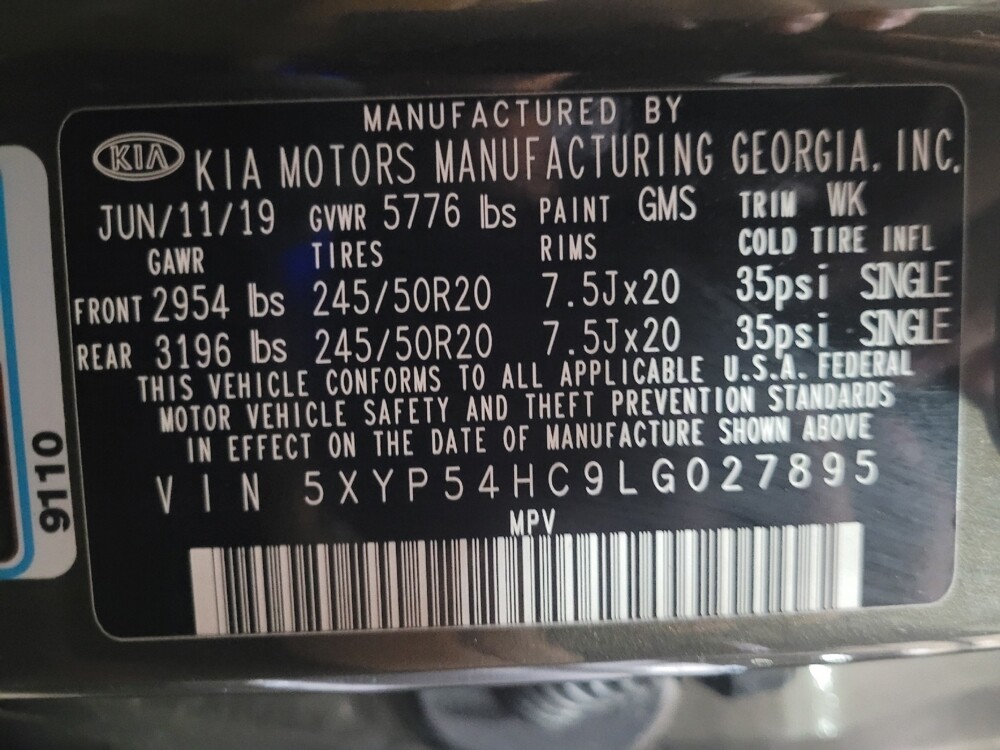 MANUFACTURED BY
KIA KIA MOTORS MANUFACTURING GEORGIA, INC.
JUN/11/19 GVWR 5776 lbs PAINT GMS TRIM WK
GAWR TIRES RIMS COLD TIRE INFL
FRONT 2954 lbs 245/50R20 7.5Jx20 35psi SINGLE
REAR 3196 lbs 245/50R20 7.5Jx20 35psi SINGLE
THIS VEHICLE CONFORMS TO ALL APPLICABLE U.S.A. FEDERAL
MOTOR VEHICLE SAFETY AND THEFT PREVENTION STANDARDS
IN EFFECT ON THE DATE OF MANUFACTURE SHOWN ABOVE
VIN 5XYP54HC9LG027895
MPV
9110